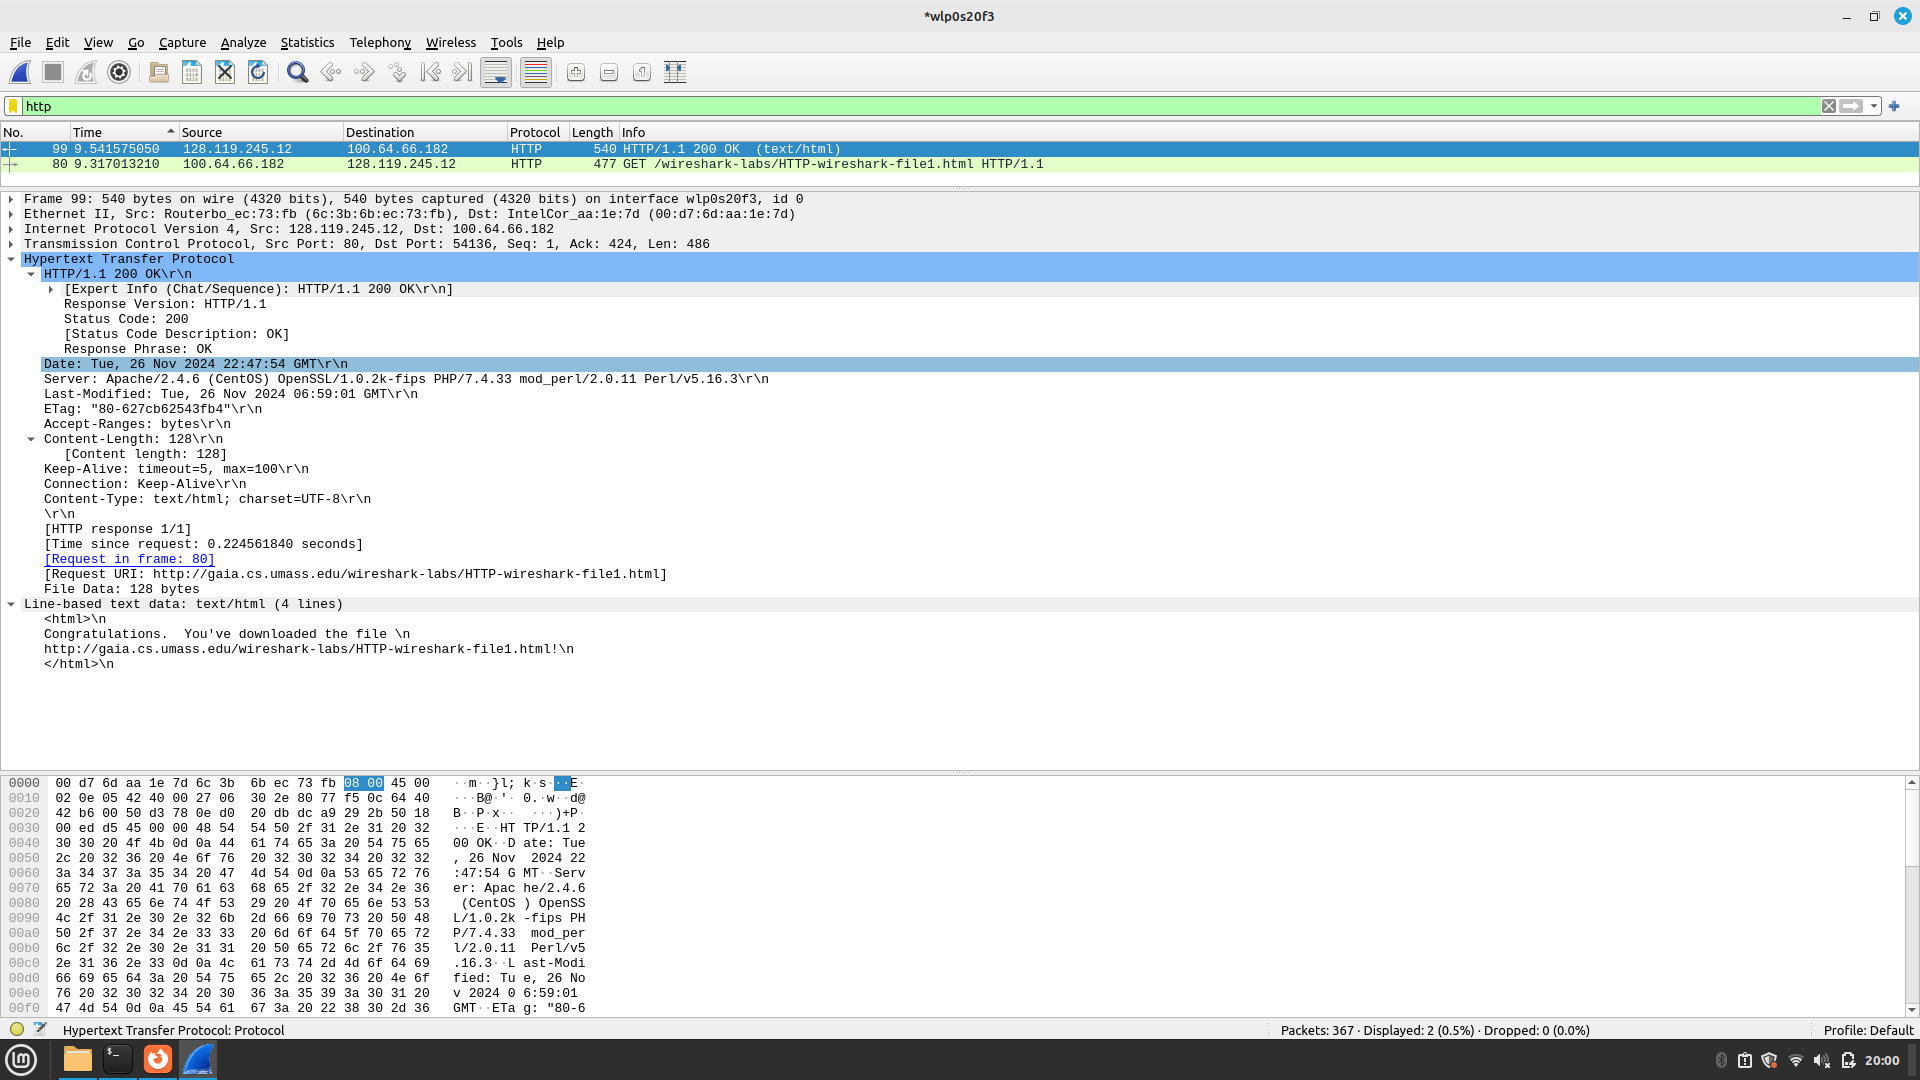 *wlp0s20f3
File Edit View Go Capture Analyze Statistics Telephony Wireless Tools Help
http
No. Time Source Destination Protocol Length Info
99 9.541575050 128.119.245.12 100.64.66.182 HTTP 540 HTTP/1.1 200 OK  (text/html)
80 9.317013210 100.64.66.182 128.119.245.12 HTTP 477 GET /wireshark-labs/HTTP-wireshark-file1.html HTTP/1.1
Frame 99: 540 bytes on wire (4320 bits), 540 bytes captured (4320 bits) on interface wlp0s20f3, id 0
Ethernet II, Src: Routerbo_ec:73:fb (6c:3b:6b:ec:73:fb), Dst: IntelCor_aa:1e:7d (00:d7:6d:aa:1e:7d)
Internet Protocol Version 4, Src: 128.119.245.12, Dst: 100.64.66.182
Transmission Control Protocol, Src Port: 80, Dst Port: 54136, Seq: 1, Ack: 424, Len: 486
Hypertext Transfer Protocol
HTTP/1.1 200 OK\r\n
[Expert Info (Chat/Sequence): HTTP/1.1 200 OK\r\n]
Response Version: HTTP/1.1
Status Code: 200
[Status Code Description: OK]
Response Phrase: OK
Date: Tue, 26 Nov 2024 22:47:54 GMT\r\n
Server: Apache/2.4.6 (CentOS) OpenSSL/1.0.2k-fips PHP/7.4.33 mod_perl/2.0.11 Perl/v5.16.3\r\n
Last-Modified: Tue, 26 Nov 2024 06:59:01 GMT\r\n
ETag: "80-627cb62543fb4"\r\n
Accept-Ranges: bytes\r\n
Content-Length: 128\r\n
[Content length: 128]
Keep-Alive: timeout=5, max=100\r\n
Connection: Keep-Alive\r\n
Content-Type: text/html; charset=UTF-8\r\n
\r\n
[HTTP response 1/1]
[Time since request: 0.224561840 seconds]
[Request in frame: 80]
[Request URI: http://gaia.cs.umass.edu/wireshark-labs/HTTP-wireshark-file1.html]
File Data: 128 bytes
Line-based text data: text/html (4 lines)
<html>\n
Congratulations.  You've downloaded the file \n
http://gaia.cs.umass.edu/wireshark-labs/HTTP-wireshark-file1.html!\n
</html>\n
0000 00 d7 6d aa 1e 7d 6c 3b 6b ec 73 fb 08 00 45 00 ··m··}l; k·s···E·
0010 02 0e 05 42 40 00 27 06 30 2e 80 77 f5 0c 64 40 ···B@·'· 0.·w··d@
0020 42 b6 00 50 d3 78 0e d0 20 db dc a9 29 2b 50 18 B··P·x·· ···)+P·
0030 00 ed d5 45 00 00 48 54 54 50 2f 31 2e 31 20 32 ···E··HT TP/1.1 2
0040 30 30 20 4f 4b 0d 0a 44 61 74 65 3a 20 54 75 65 00 OK··D ate: Tue
0050 2c 20 32 36 20 4e 6f 76 20 32 30 32 34 20 32 32 , 26 Nov  2024 22
0060 3a 34 37 3a 35 34 20 47 4d 54 0d 0a 53 65 72 76 :47:54 G MT··Serv
0070 65 72 3a 20 41 70 61 63 68 65 2f 32 2e 34 2e 36 er: Apac he/2.4.6
0080 20 28 43 65 6e 74 4f 53 29 20 4f 70 65 6e 53 53 (CentOS ) OpenSS
0090 4c 2f 31 2e 30 2e 32 6b 2d 66 69 70 73 20 50 48 L/1.0.2k -fips PH
00a0 50 2f 37 2e 34 2e 33 33 20 6d 6f 64 5f 70 65 72 P/7.4.33  mod_per
00b0 6c 2f 32 2e 30 2e 31 31 20 50 65 72 6c 2f 76 35 l/2.0.11  Perl/v5
00c0 2e 31 36 2e 33 0d 0a 4c 61 73 74 2d 4d 6f 64 69 .16.3··L ast-Modi
00d0 66 69 65 64 3a 20 54 75 65 2c 20 32 36 20 4e 6f fied: Tu e, 26 No
00e0 76 20 32 30 32 34 20 30 36 3a 35 39 3a 30 31 20 v 2024 0 6:59:01
00f0 47 4d 54 0d 0a 45 54 61 67 3a 20 22 38 30 2d 36 GMT··ETa g: "80-6
Hypertext Transfer Protocol: Protocol
Packets: 367 · Displayed: 2 (0.5%) · Dropped: 0 (0.0%)
Profile: Default
20:00